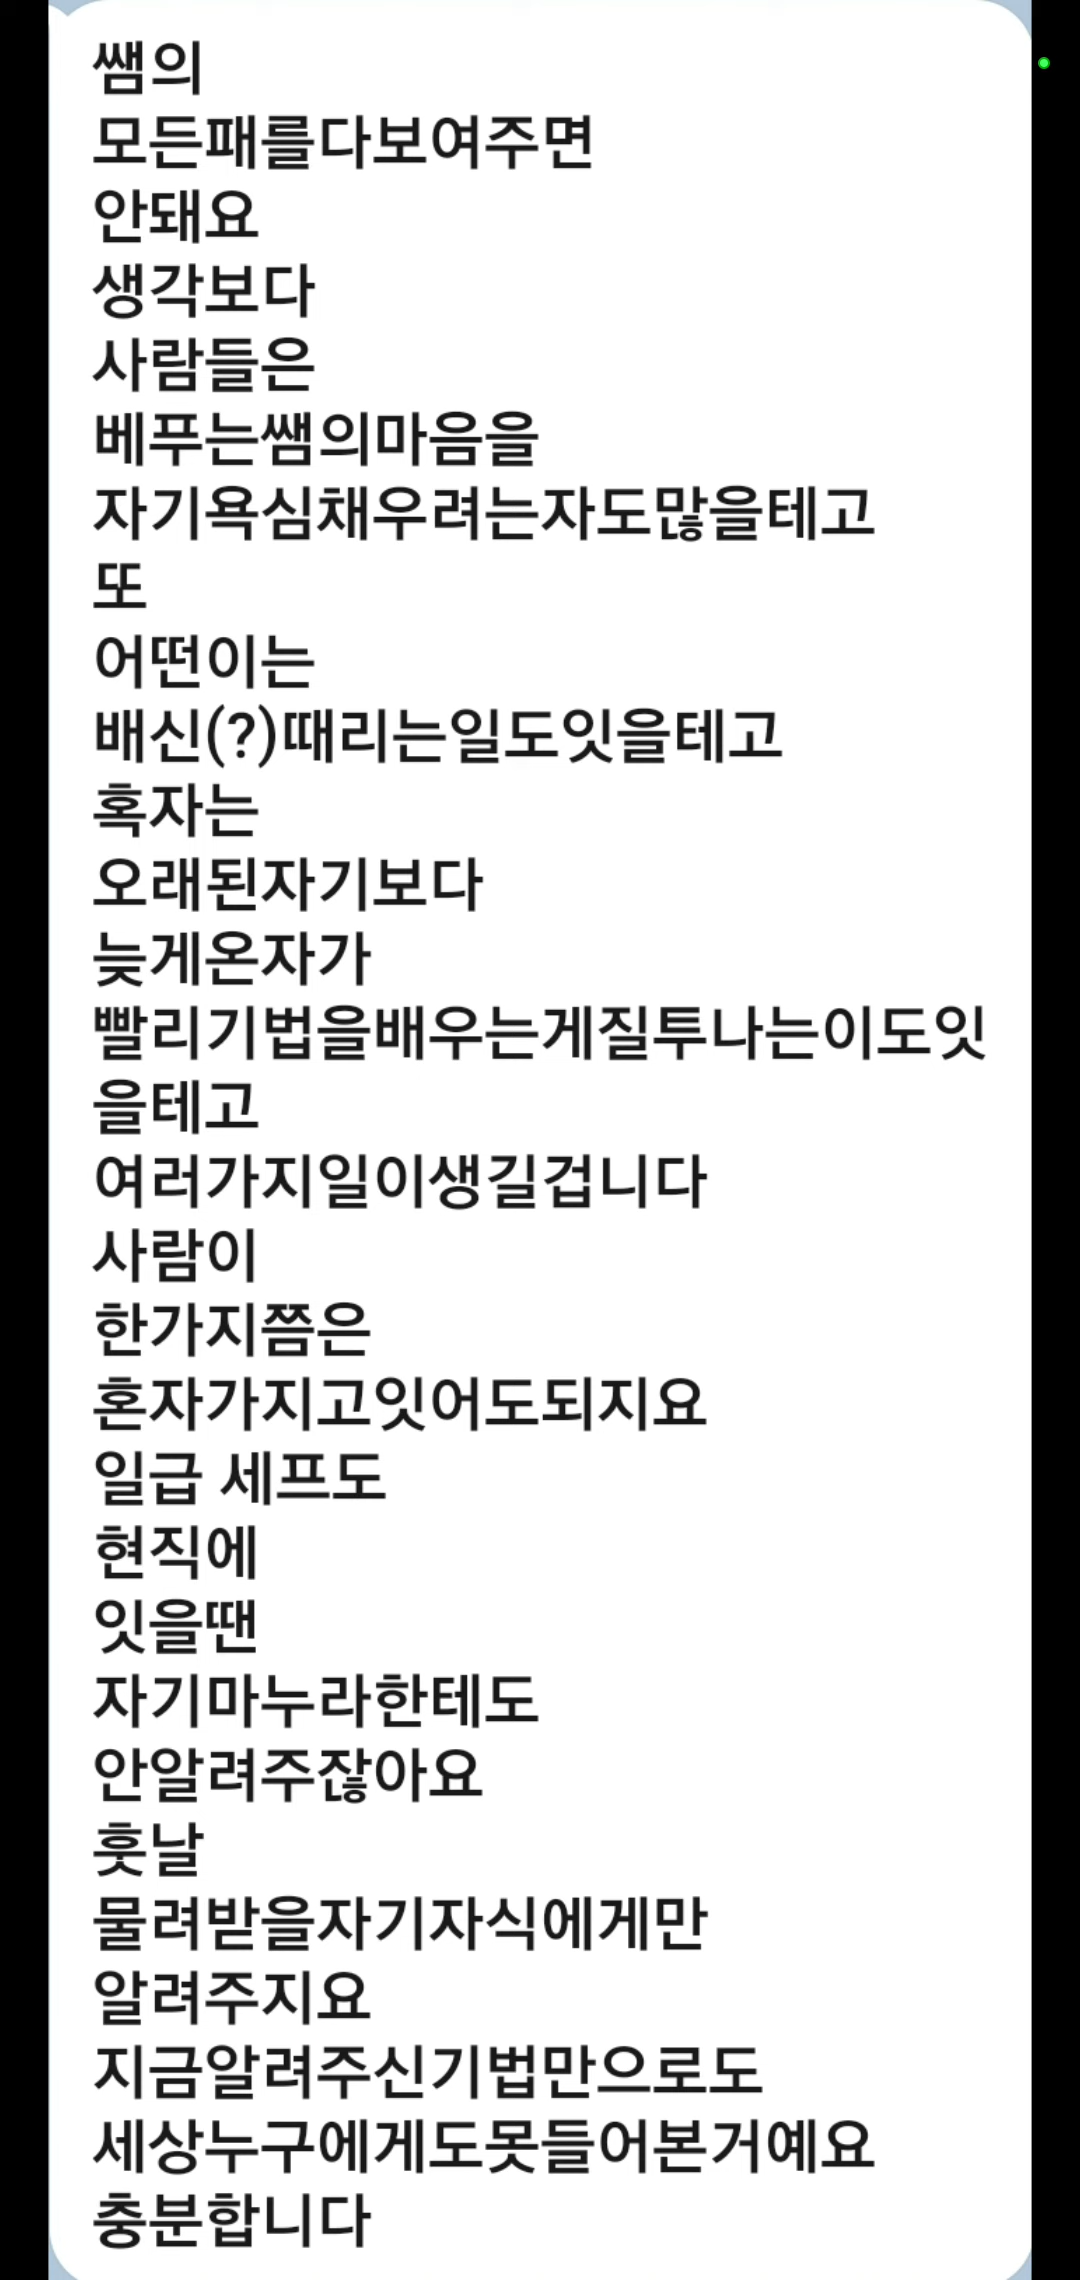 쌤의
모든패를다보여주면
안돼요
생각보다
사람들은
베푸는쌤의마음을
자기욕심채우려는자도많을테고
또
어떤이는
배신(?)때리는일도잇을테고
혹자는
오래된자기보다
늦게온자가
빨리기법을배우는게질투나는이도잇
을테고
여러가지일이생길겁니다
사람이
한가지쯤은
혼자가지고잇어도되지요
일급 세프도
현직에
잇을땐
자기마누라한테도
안알려주잖아요
훗날
물려받을자기자식에게만
알려주지요
지금알려주신기법만으로도
세상누구에게도못들어본거예요
충분합니다